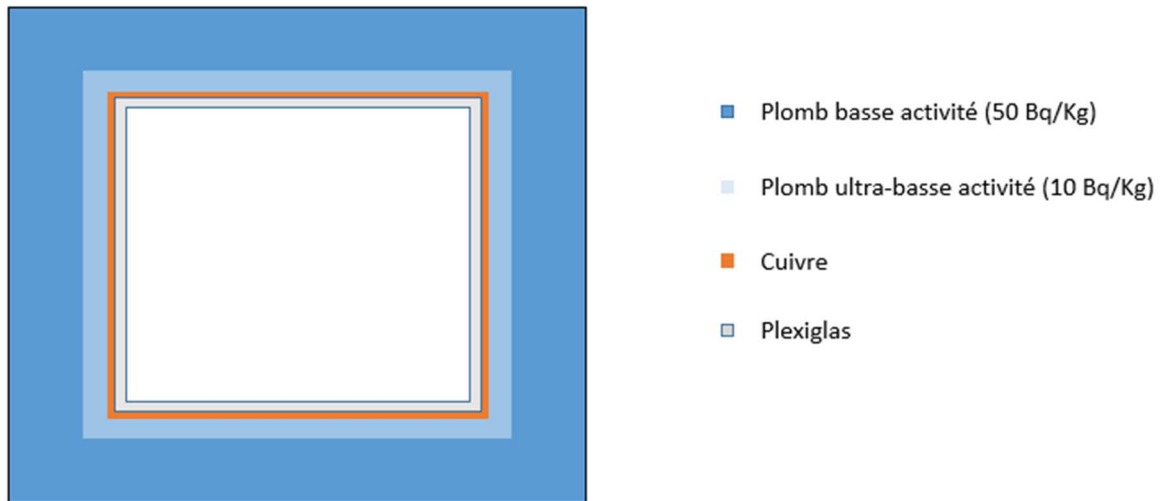 Plomb basse activité (50 Bq/Kg)
Plomb ultra-basse activité (10 Bq/Kg)
Cuivre
Plexiglas